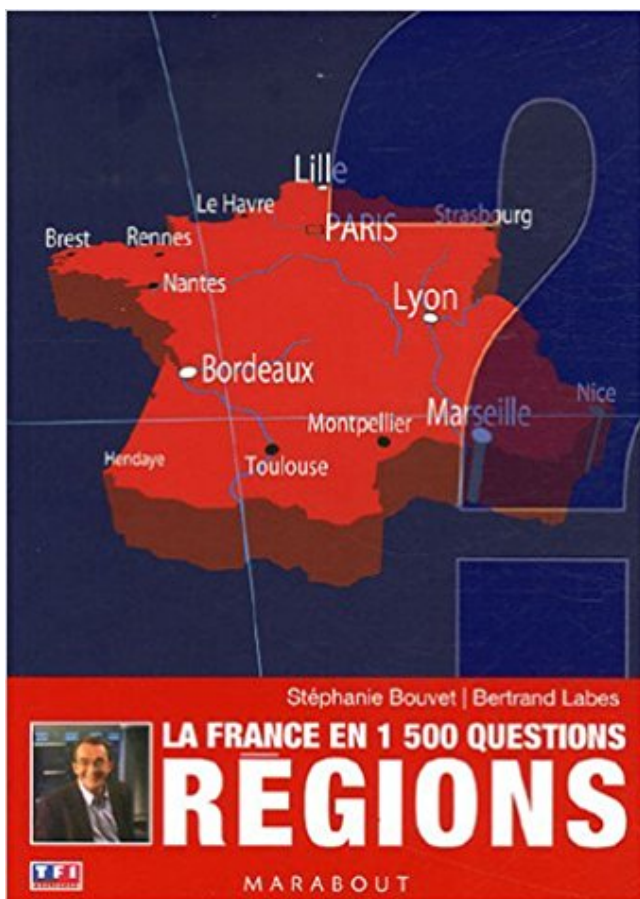 Lille
Le Havre
PARIS
Strasbourg
Brest
Rennes
Nantes
Lyon
Bordeaux
Nice
Montpellier
Marseille
Hendaye
Toulouse
Stéphanie Bouvet | Bertrand Labes
LA FRANCE EN 1 500 QUESTIONS
RÉGIONS
TF1
MARABOUT